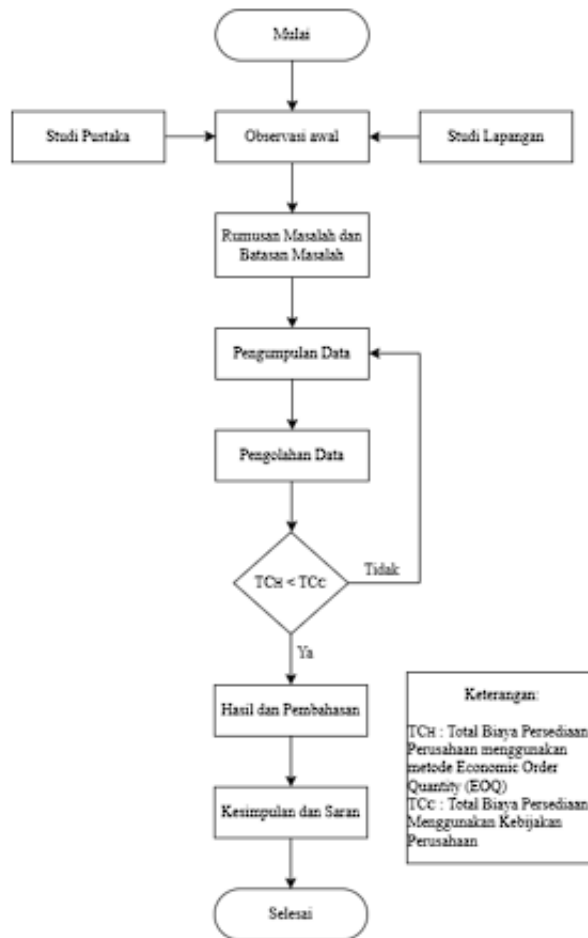 Mulai
Studi Pustaka
Observasi awal
Studi Lapangan
Rumusan Masalah dan
Batasan Masalah
Pengumpulan Data
Pengolahan Data
TCH < TCC
Tidak
Ya
Hasil dan Pembahasan
Kesimpulan dan Saran
Selesai
Keterangan:
TCH : Total Biaya Persediaan
Perusahaan menggunakan
metode Economic Order
Quantity (EOQ)
TCC : Total Biaya Persediaan
Menggunakan Kebijakan
Perusahaan